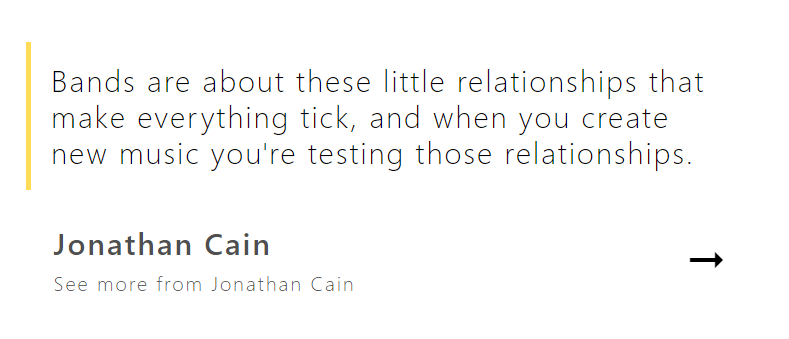 Bands are about these little relationships that
make everything tick, and when you create
new music you're testing those relationships.
Jonathan Cain
See more from Jonathan Cain